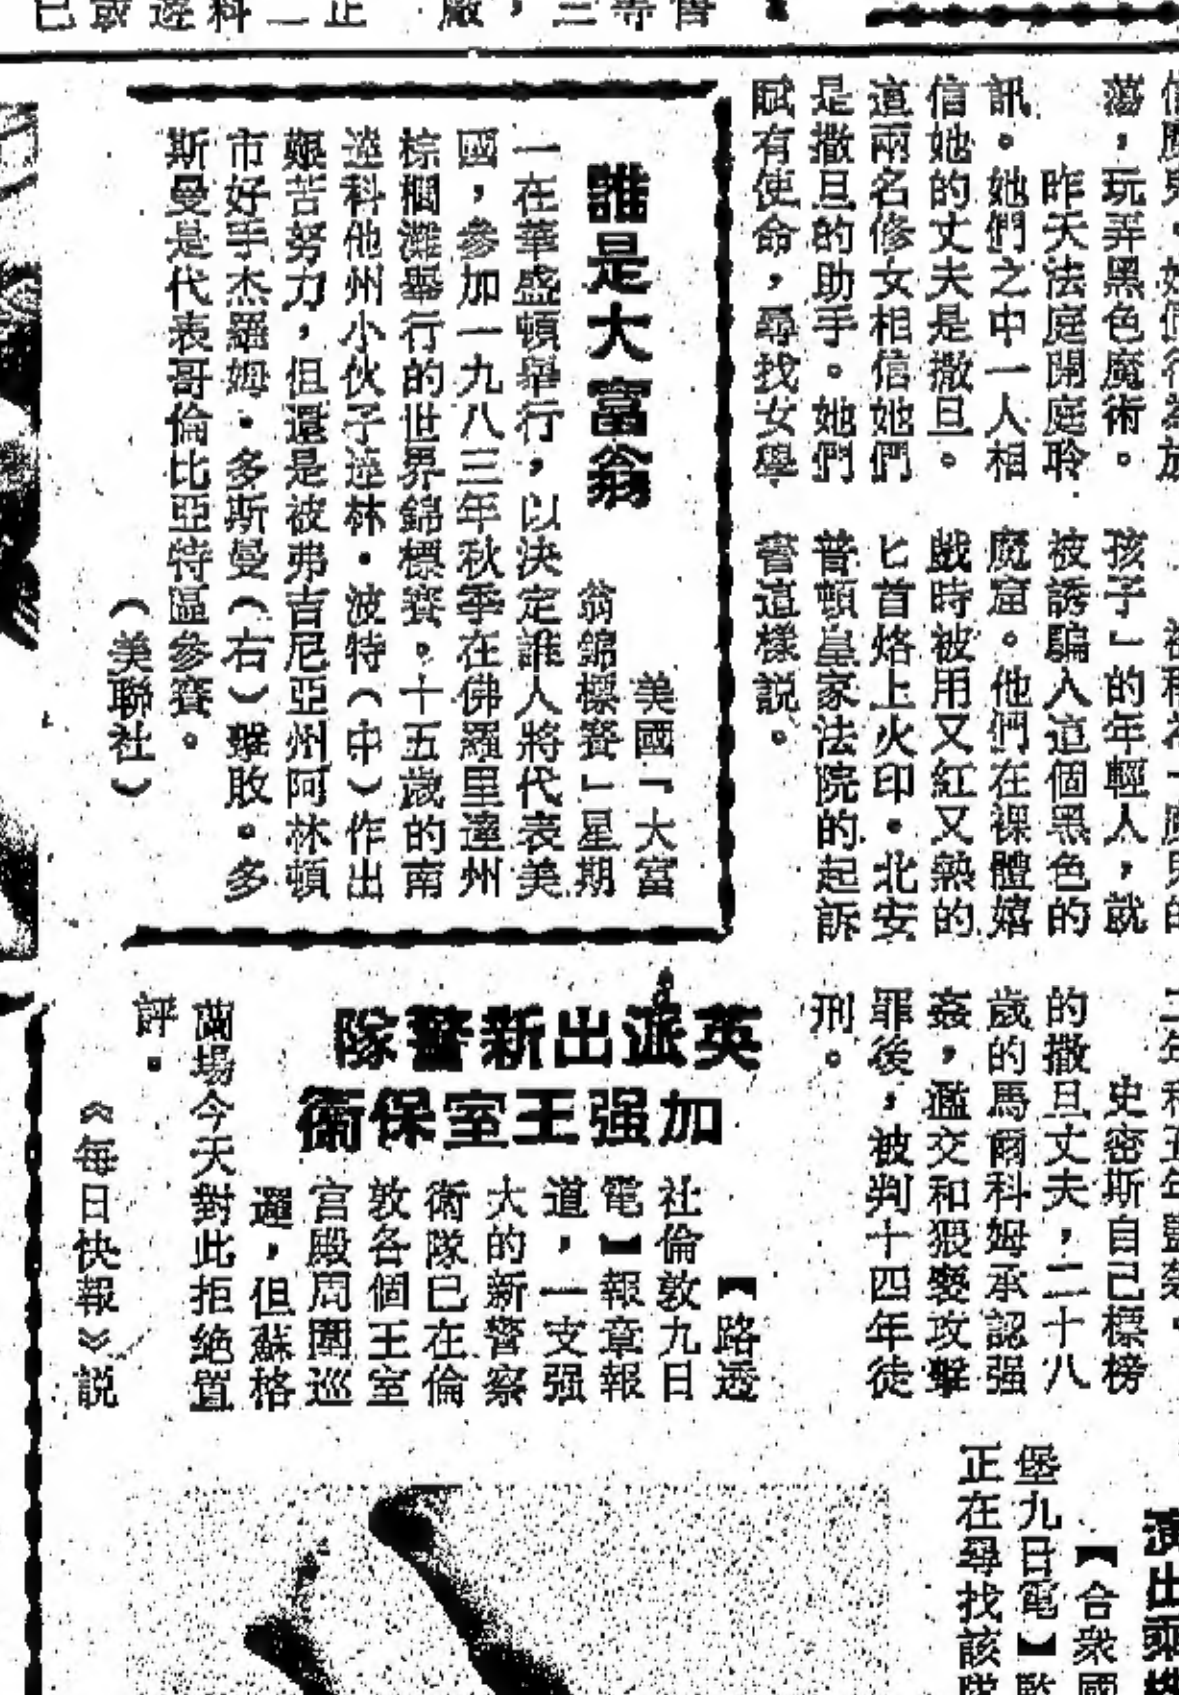 蕩，玩弄黑色魔術。
昨天法庭開庭聆
訊。她們之中一人相
信她的丈夫是撒旦。
這兩名修女相信她們
是撒旦的助手。她們
賦有使命，尋找女學
孩子」的年輕人，就
被誘騙入這個黑色的
魔窟。他們在裸體嬉
戲時被用又紅又熱的
匕首烙上火印。北安
普頓皇家法院的起訴
書這樣説。
史密斯自己標榜
的撒旦丈夫，二十八
歲的馬爾科姆承認强
姦，濫交和猥褻攻擊
罪後，被判十四年徒
刑。
誰是大富翁
美國「大富
翁錦標賽」星期
一在華盛頓舉行，以決定誰人將代表美
國，參加一九八三年秋季在佛羅里達州
棕櫚灘舉行的世界錦標賽。十五歲的南
達科他州小伙子達林·波特（中）作出
艱苦努力，但還是被弗吉尼亞州阿林頓
市好手杰羅姆·多斯曼（右）擊敗。多
斯曼是代表哥倫比亞特區參賽。
（美聯社）
英派出新警隊
加强王室保衞
【路透
社倫敦九日
電】報章報
道，一支强
大的新警察
衛隊已在倫
敦各個王室
宮殿周圍巡
邏，但蘇格
蘭場今天對此拒絶置
評。
《每日快報》説
演出
【合衆國
堡九日電】
正在尋找該隊